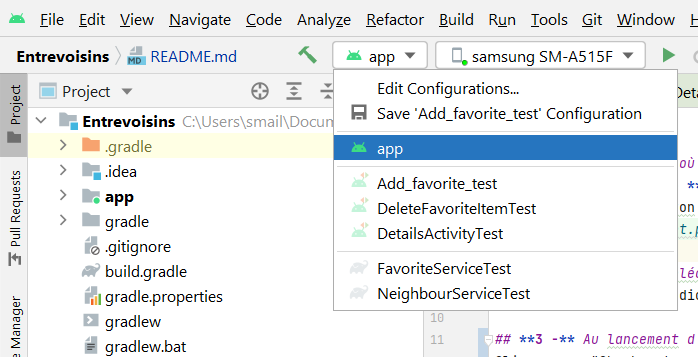 File Edit View Navigate Code Analyze Refactor Build Run Tools Git Window
Entrevoisins README.md app samsung SM-A515F
Project
Project
Pull Requests
Manager
Entrevoisins C:\Users\smail\Docum
.gradle
.idea
app
gradle
.gitignore
build.gradle
gradle.properties
gradlew
gradlew.bat
Edit Configurations...
Save 'Add_favorite_test' Configuration
app
Add_favorite_test
DeleteFavoriteItemTest
DetailsActivityTest
FavoriteServiceTest
NeighbourServiceTest
Deta
où
**
on
t.p
léc
dic
10
11 ## **3 -** Au lancement d